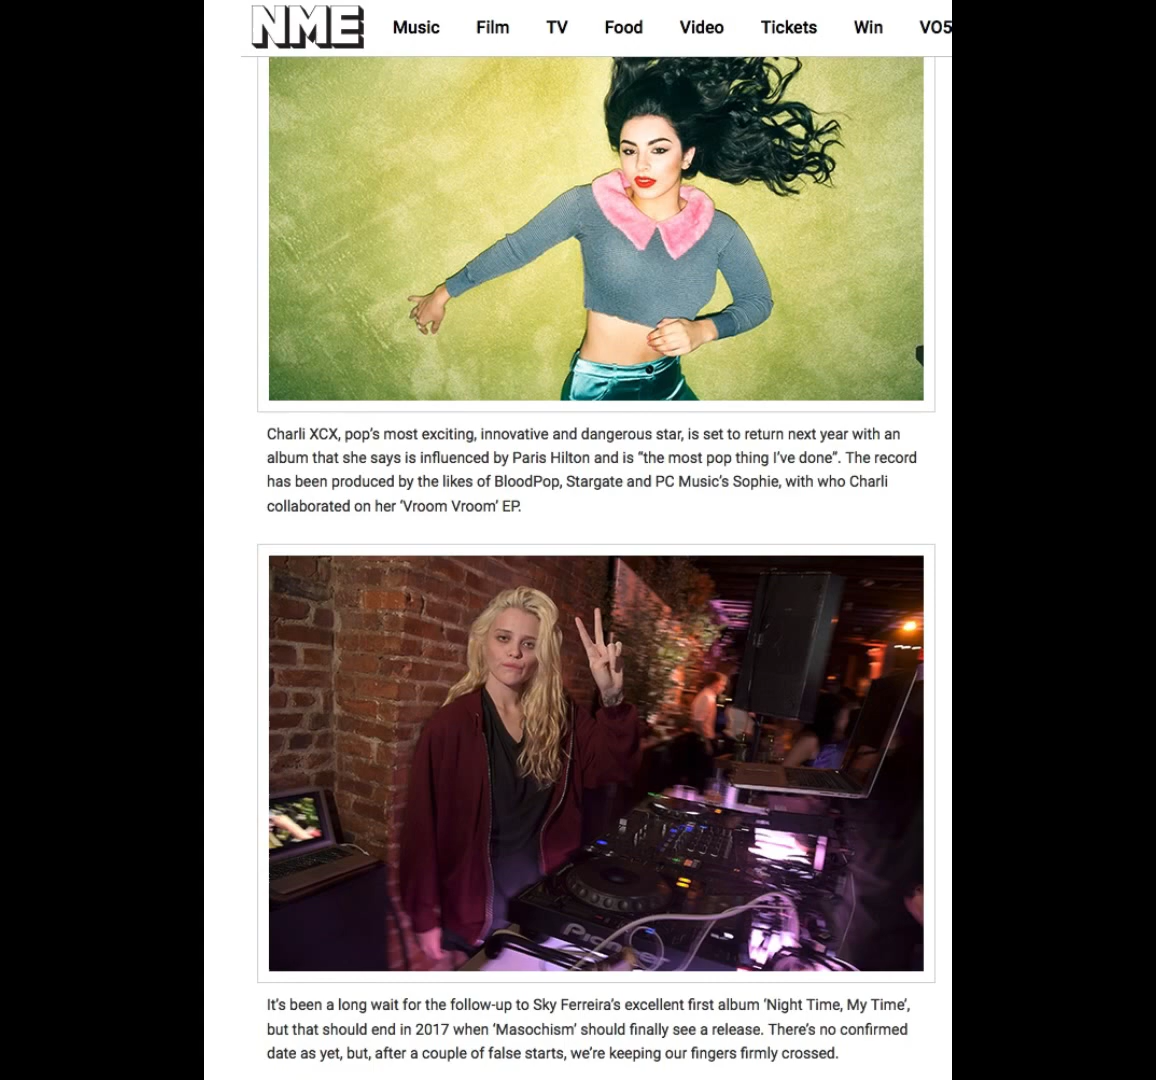 NME
Music Film TV Food Video Tickets Win VO5
Charli XCX, pop’s most exciting, innovative and dangerous star, is set to return next year with an
album that she says is influenced by Paris Hilton and is “the most pop thing I’ve done”. The record
has been produced by the likes of BloodPop, Stargate and PC Music’s Sophie, with who Charli
collaborated on her ‘Vroom Vroom’ EP.
Pioneer
It’s been a long wait for the follow-up to Sky Ferreira’s excellent first album ‘Night Time, My Time’,
but that should end in 2017 when ‘Masochism’ should finally see a release. There’s no confirmed
date as yet, but, after a couple of false starts, we’re keeping our fingers firmly crossed.